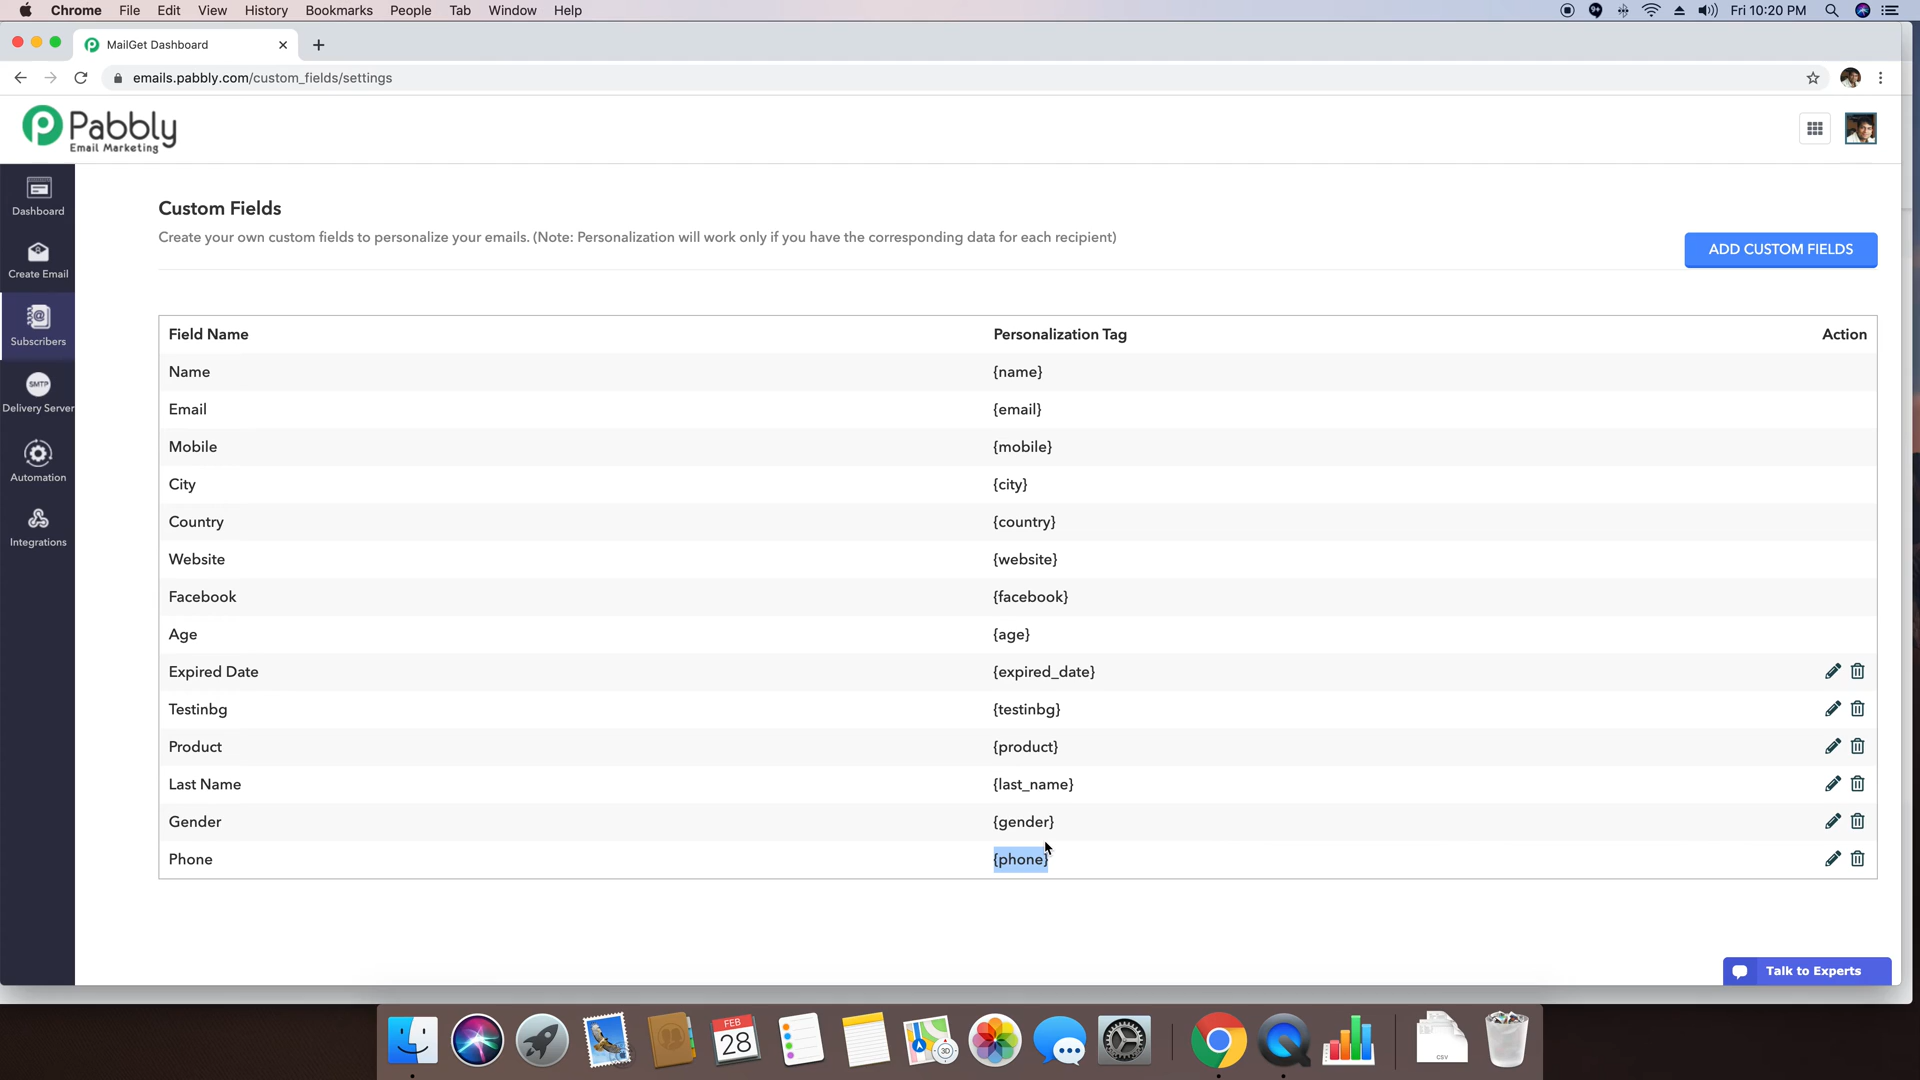 Chrome File Edit View History Bookmarks People Tab Window Help
Fri 10:20 PM
MailGet Dashboard
emails.pabbly.com/custom_fields/settings
Pabbly
Email Marketing
Dashboard
Create Email
Subscribers
SMTP
Delivery Server
Automation
Integrations
Custom Fields
Create your own custom fields to personalize your emails. (Note: Personalization will work only if you have the corresponding data for each recipient)
ADD CUSTOM FIELDS
Field Name Personalization Tag Action
Name {name}
Email {email}
Mobile {mobile}
City {city}
Country {country}
Website {website}
Facebook {facebook}
Age {age}
Expired Date {expired_date}
Testinbg {testinbg}
Product {product}
Last Name {last_name}
Gender {gender}
Phone {phone}
Talk to Experts
FEB
28
3D
CSV